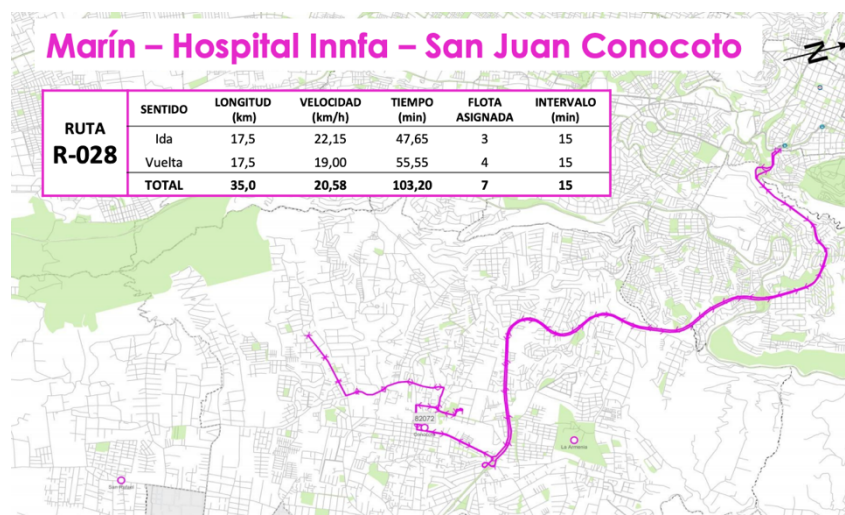 Marín – Hospital Innfa – San Juan Conocoto
N
RUTA R-028
SENTIDO LONGITUD (km) VELOCIDAD (km/h) TIEMPO (min) FLOTA ASIGNADA INTERVALO (min)
Ida 17,5 22,15 47,65 3 15
Vuelta 17,5 19,00 55,55 4 15
TOTAL 35,0 20,58 103,20 7 15
82072
La Armenia
San Rafael